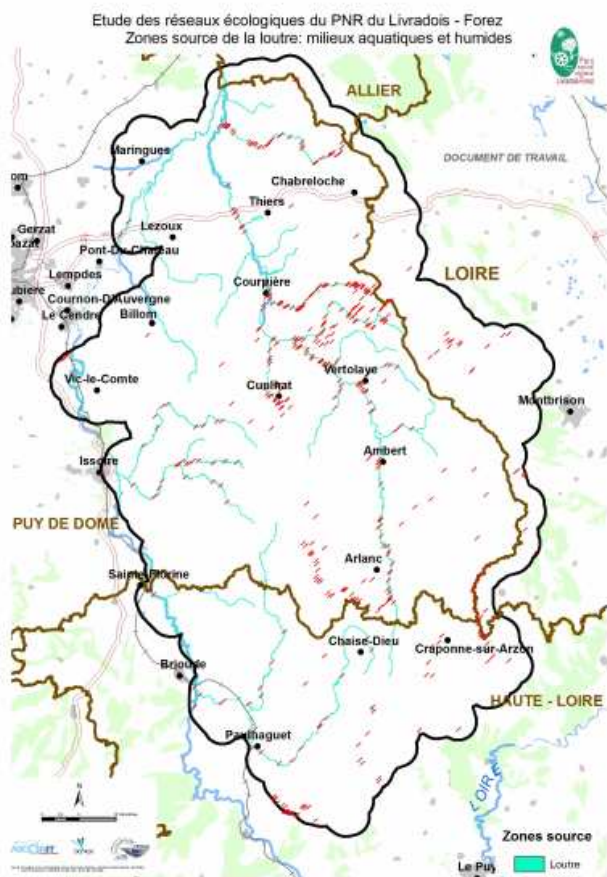 Etude des réseaux écologiques du PNR du Livradois - Forez
Zones source de la loutre: milieux aquatiques et humides
ALLIER
Maringues
DOCUMENT DE TRAVAIL
om
Chabreloche
Thiers
Gerzat
Lezoux
Pont-Du-Chateau
LOIRE
Lempdes
Courpière
Cournon-D'Auvergne
Le Cendre
Billom
Vic-le-Comte
Cunlhat
Vertolaye
Montbrison
Issoire
Ambert
PUY DE DOME
Arlanc
Sainte-Florine
Chaise-Dieu
Craponne-sur-Arzon
Brioude
HAUTE - LOIRE
Paulhaguet
N
LOIR
Zones source
Loutre
Le Puy